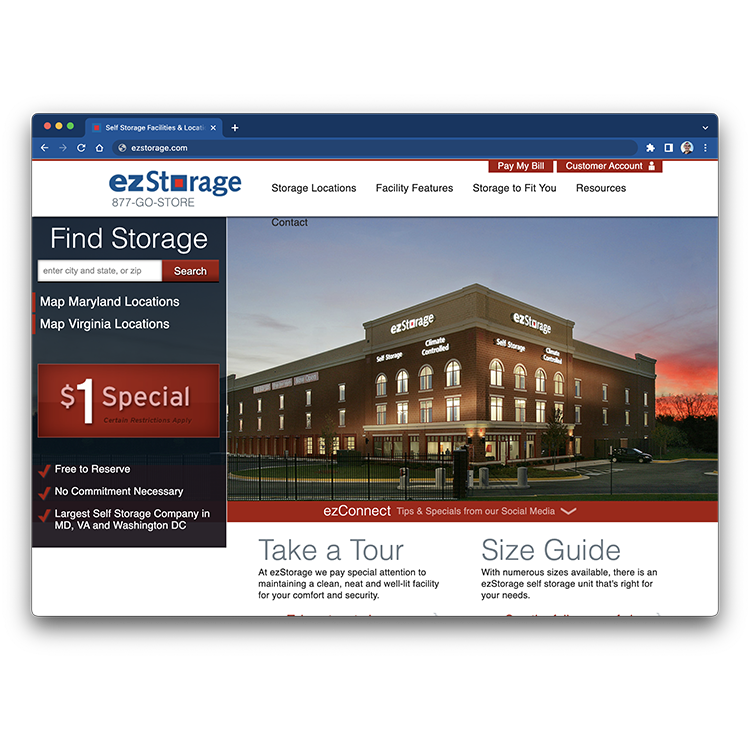 Self Storage Facilities & Locati
ezstorage.com
Pay My Bill
Customer Account
ezStorage
877-GO-STORE
Storage Locations
Facility Features
Storage to Fit You
Resources
Contact
Find Storage
enter city and state, or zip
Search
Map Maryland Locations
Map Virginia Locations
$1 Special
Certain Restrictions Apply
Free to Reserve
No Commitment Necessary
Largest Self Storage Company in
MD, VA and Washington DC
ezStorage
Self Storage
Climate
Controlled
ezStorage
Self Storage
Climate
Controlled
ezConnect Tips & Specials from our Social Media
Take a Tour
At ezStorage we pay special attention to
maintaining a clean, neat and well-lit facility
for your comfort and security.
Size Guide
With numerous sizes available, there is an
ezStorage self storage unit that's right for
your needs.